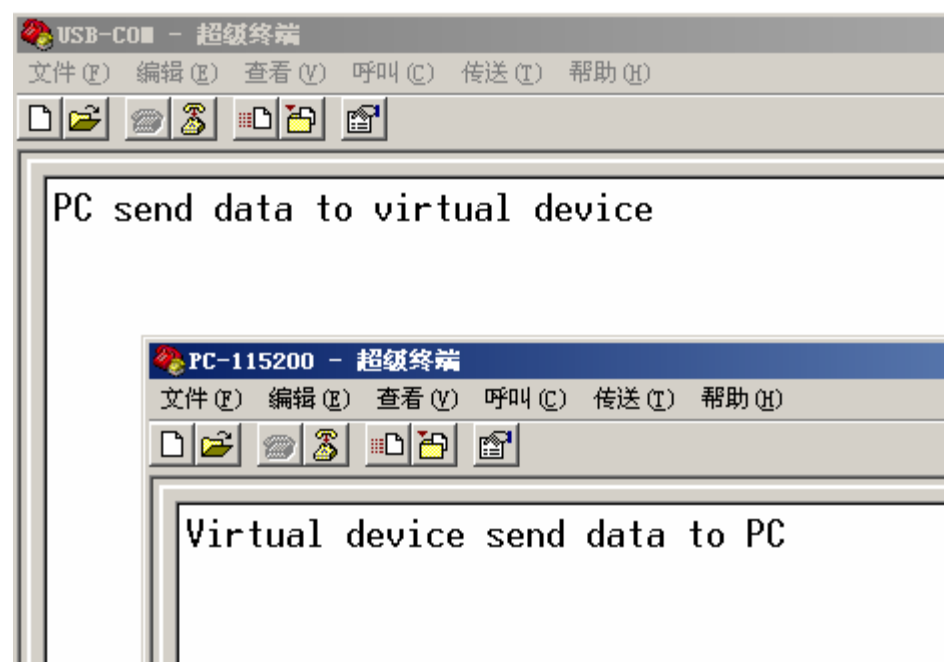 USB-COM - 超级终端
文件(F) 编辑(E) 查看(V) 呼叫(C) 传送(T) 帮助(H)
PC send data to virtual device
PC-115200 - 超级终端
文件(F) 编辑(E) 查看(V) 呼叫(C) 传送(T) 帮助(H)
Virtual device send data to PC